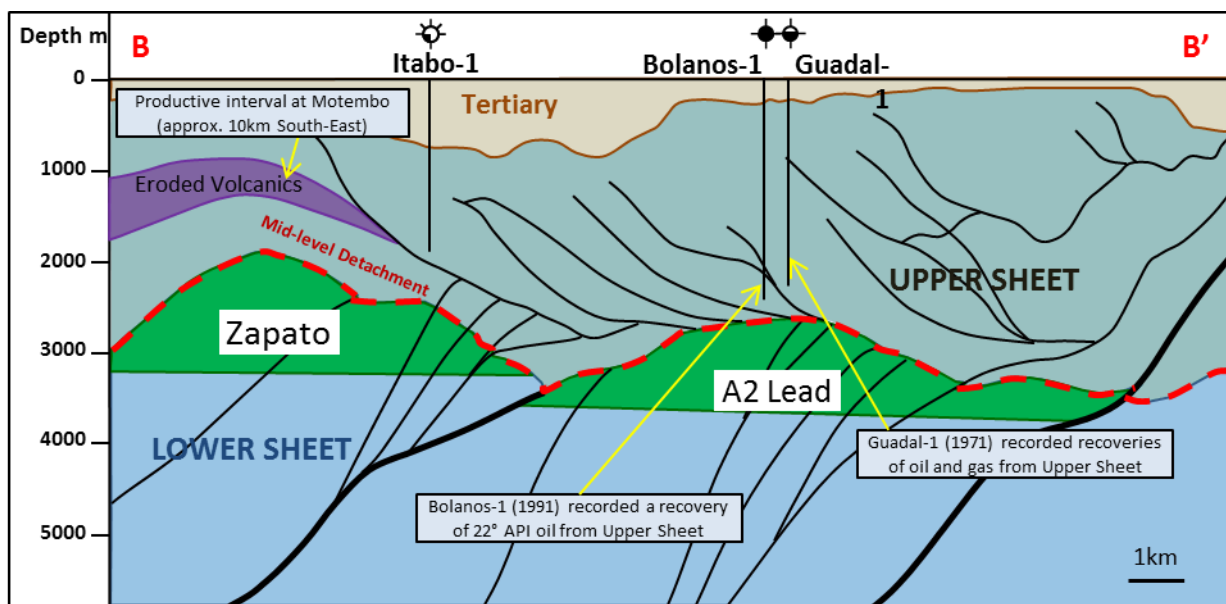 Depth m
B
B’
Itabo-1
Bolanos-1
Guadal-
1
0
Productive interval at Motembo
(approx. 10km South-East)
Tertiary
1000
Eroded Volcanics
Mid-level Detachment
2000
UPPER SHEET
Zapato
3000
A2 Lead
4000
LOWER SHEET
Guadal-1 (1971) recorded recoveries
of oil and gas from Upper Sheet
Bolanos-1 (1991) recorded a recovery
of 22° API oil from Upper Sheet
5000
1km